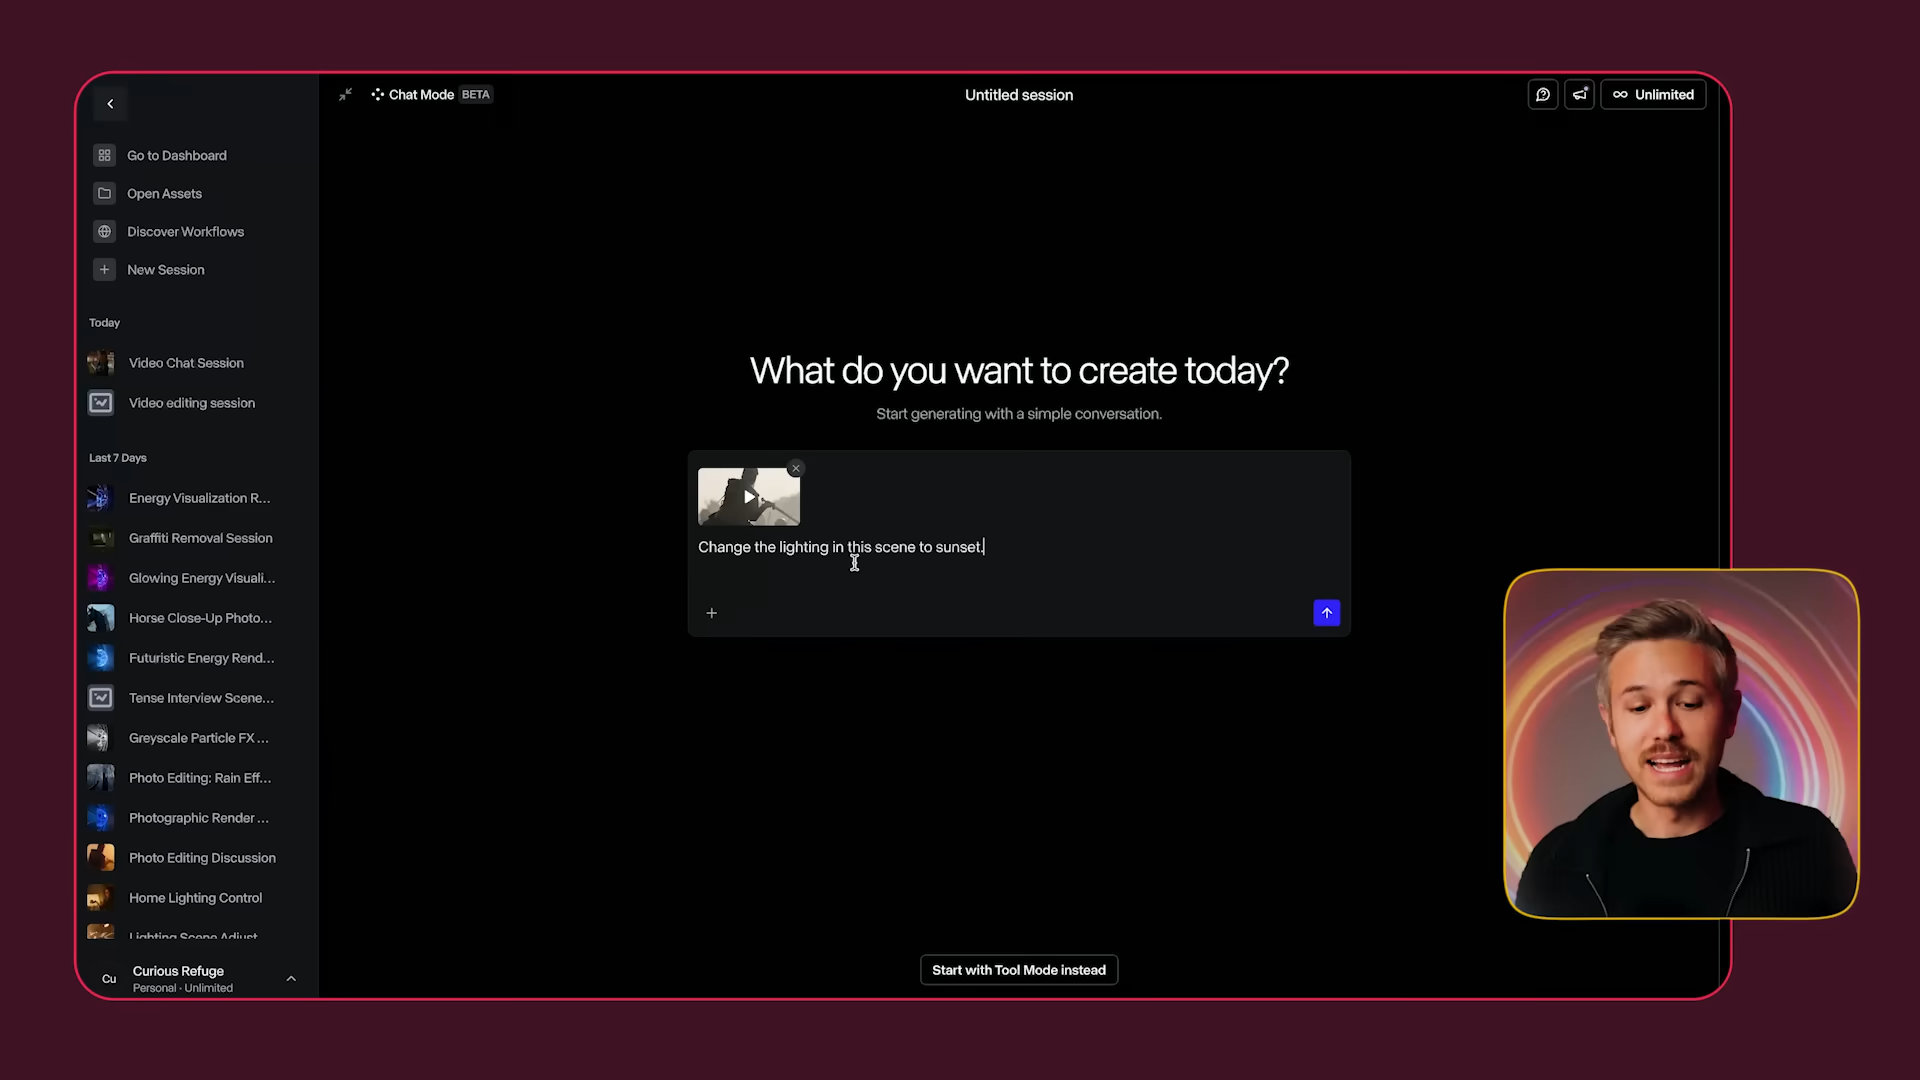 Chat Mode BETA
Untitled session
Unlimited
Go to Dashboard
Open Assets
Discover Workflows
New Session
Today
Video Chat Session
Video editing session
Last 7 Days
Energy Visualization R...
Graffiti Removal Session
Glowing Energy Visuali...
Horse Close-Up Photo...
Futuristic Energy Rend...
Tense Interview Scene...
Greyscale Particle FX ...
Photo Editing: Rain Eff...
Photographic Render ...
Photo Editing Discussion
Home Lighting Control
Lighting Scene Adjust
Cu
Curious Refuge
Personal - Unlimited
What do you want to create today?
Start generating with a simple conversation.
Change the lighting in this scene to sunset.
Start with Tool Mode instead